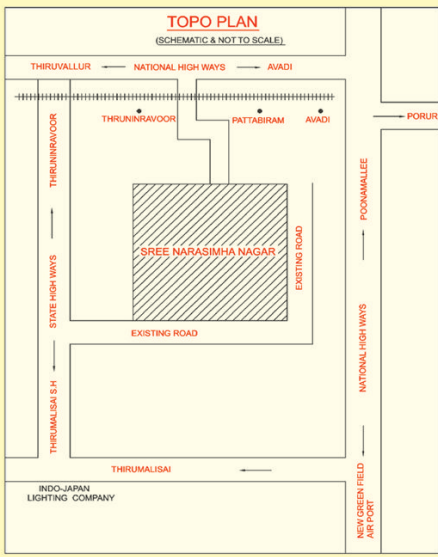 TOPO PLAN
(SCHEMATIC & NOT TO SCALE)
THIRUVALLUR
NATIONAL HIGH WAYS
AVADI
THRUNINRAVOOR
PATTABIRAM
AVADI
PORUR
THIRUNINRAVOOR
STATE HIGH WAYS
THIRUMALISAI S.H
SREE NARASIMHA NAGAR
EXISTING ROAD
EXISTING ROAD
POONAMALLEE
NATIONAL HIGH WAYS
NEW GREEN FIELD
AIR PORT
THIRUMALISAI
INDO-JAPAN
LIGHTING COMPANY